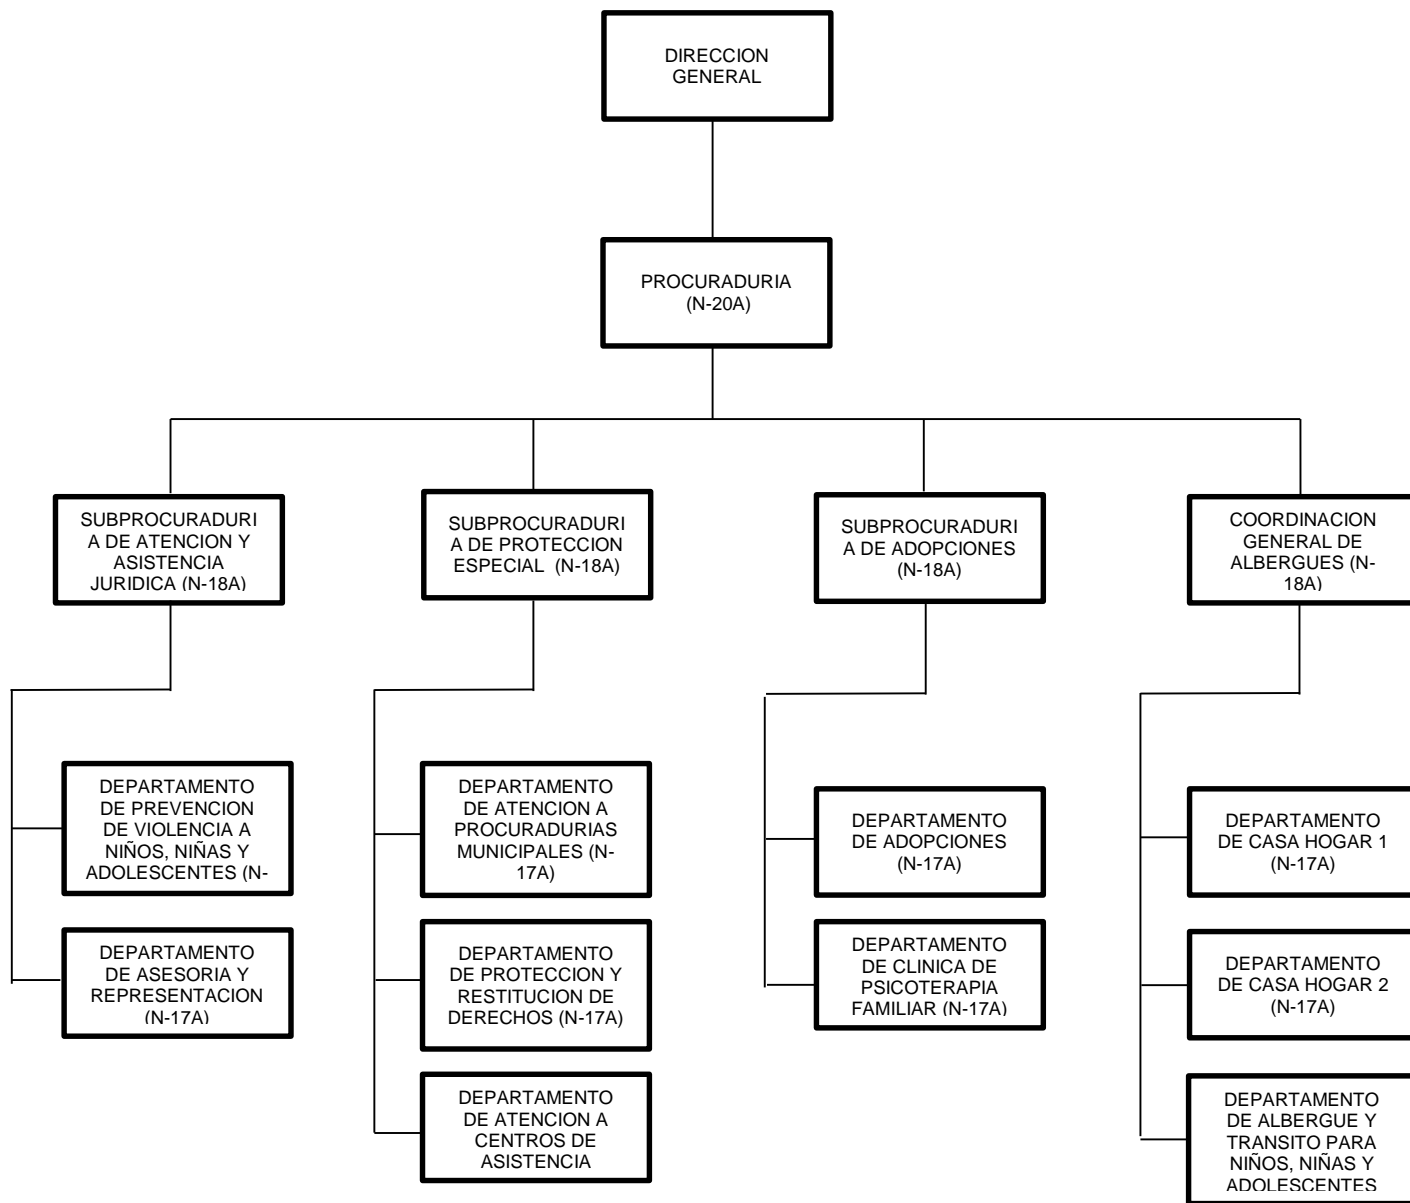 DIRECCION
GENERAL
PROCURADURIA
(N-20A)
SUBPROCURADURI
A DE ATENCION Y
ASISTENCIA
JURIDICA (N-18A)
SUBPROCURADURI
A DE PROTECCION
ESPECIAL (N-18A)
SUBPROCURADURI
A DE ADOPCIONES
(N-18A)
COORDINACION
GENERAL DE
ALBERGUES (N-
18A)
DEPARTAMENTO
DE PREVENCION
DE VIOLENCIA A
NIÑOS, NIÑAS Y
ADOLESCENTES (N-
DEPARTAMENTO
DE ASESORIA Y
REPRESENTACION
(N-17A)
DEPARTAMENTO
DE ATENCION A
PROCURADURIAS
MUNICIPALES (N-
17A)
DEPARTAMENTO
DE PROTECCION Y
RESTITUCION DE
DERECHOS (N-17A)
DEPARTAMENTO
DE ATENCION A
CENTROS DE
ASISTENCIA
DEPARTAMENTO
DE ADOPCIONES
(N-17A)
DEPARTAMENTO
DE CLINICA DE
PSICOTERAPIA
FAMILIAR (N-17A)
DEPARTAMENTO
DE CASA HOGAR 1
(N-17A)
DEPARTAMENTO
DE CASA HOGAR 2
(N-17A)
DEPARTAMENTO
DE ALBERGUE Y
TRANSITO PARA
NIÑOS, NIÑAS Y
ADOLESCENTES